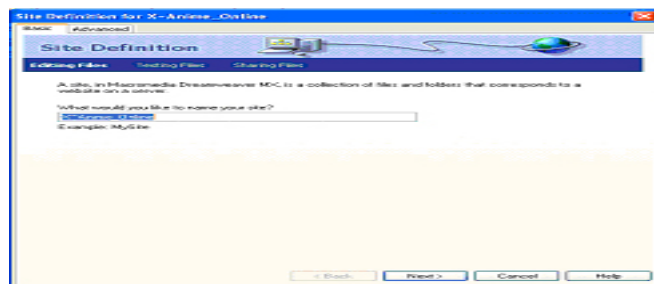 Site Definition for X-Anime_Online
Basic Advanced
Site Definition
Editing Files Testing Files Sharing Files
A site, in Macromedia Dreamweaver MX, is a collection of files and folders that corresponds to a
website on a server.
What would you like to name your site?
X-Anime_Online
Example: MySite
< Back Next > Cancel Help